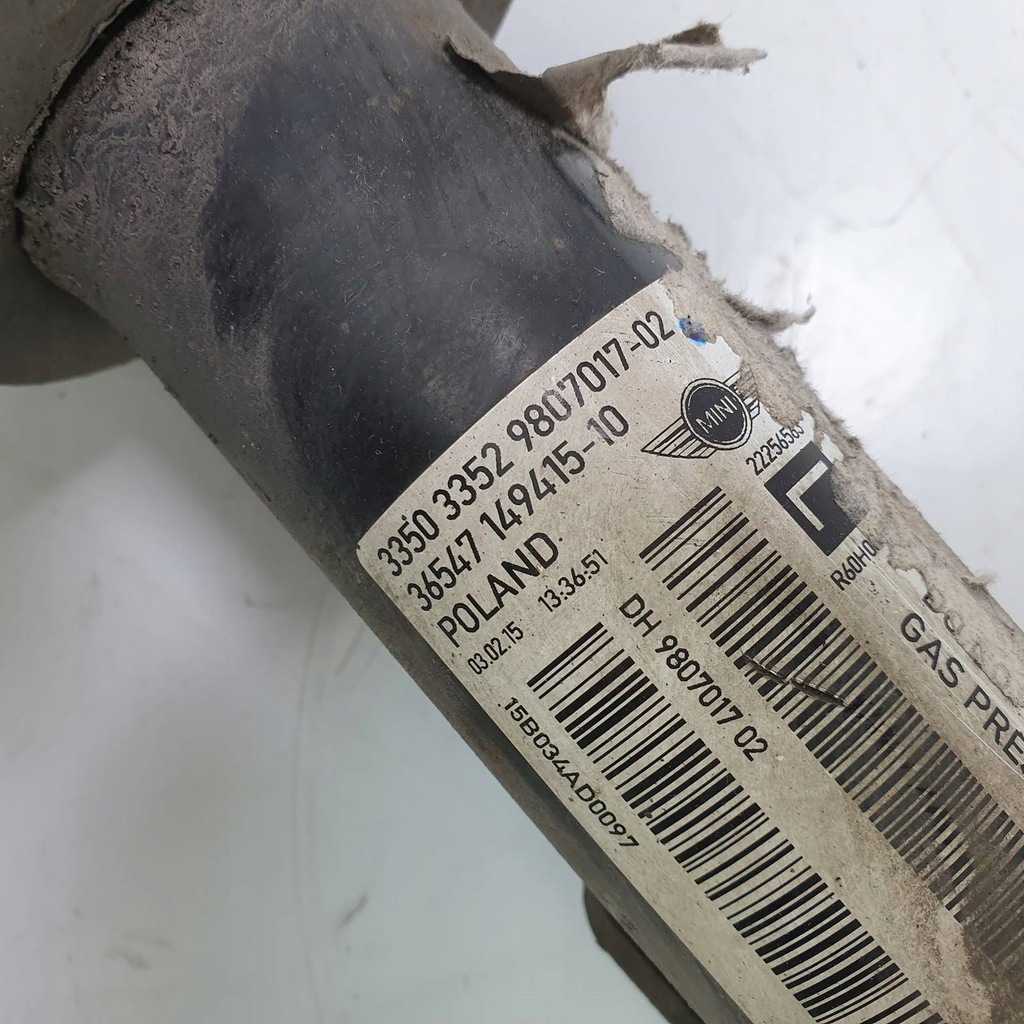 3350 3352 9807017-02
36547 149415-10
POLAND
03.02.15 13:36:51
MINI
L
DH 9807017 02
15B034AD0097
GAS